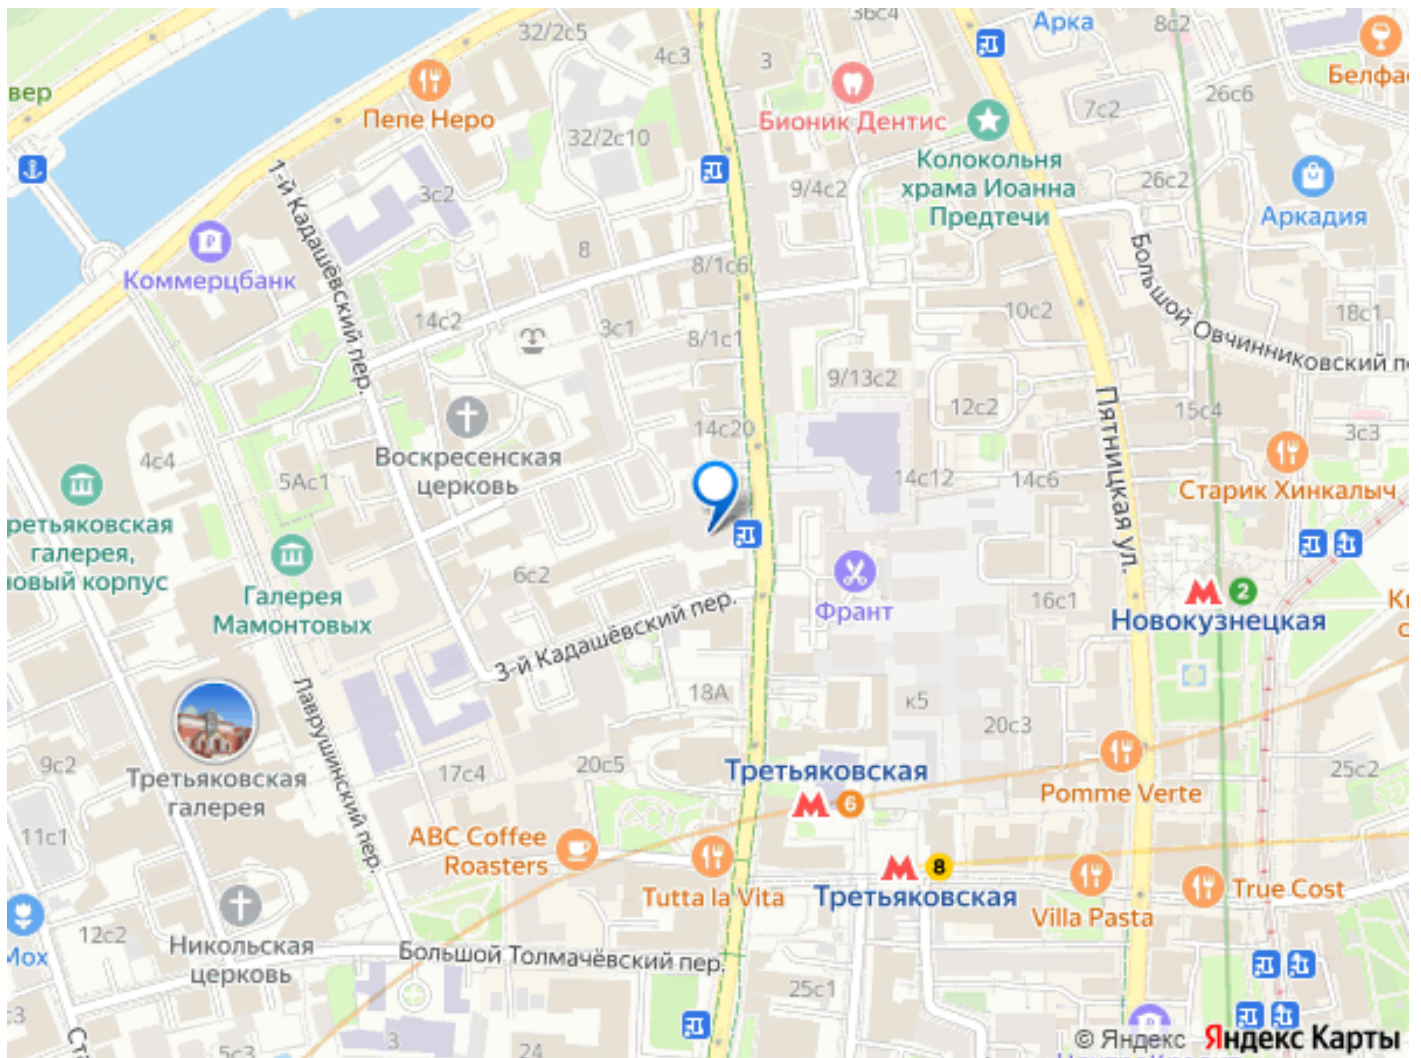 36с4
Арка
8с2
32/2с5
4с3
3
Белфас
вер
Пепе Неро
Бионик Дентис
7с2
26с6
32/2с10
Колокольня
храма Иоанна
Предтечи
3с2
9/4с2
26с2
Аркадия
1-й Кадашёвский пер.
Коммерцбанк
8
8/1с6
Большой Овчинниковский пе
14с2
3с1
8/1с1
10с2
18с1
9/13с2
12с2
15с4
3с3
Пятницкая ул.
14с20
Воскресенская
церковь
4с4
5Ас1
14с12
14с6
Старик Хинкалыч
ретьяковская
галерея,
новый корпус
Галерея
Мамонтовых
6с2
3-й Кадашёвский пер.
Франт
16с1
2
Новокузнецкая
Лаврушинский пер.
18А
к5
20с3
9с2
Третьяковская
галерея
17с4
20с5
Третьяковская
6
Pomme Verte
25с2
11с1
ABC Coffee
Roasters
Tutta la Vita
8
Третьяковская
Villa Pasta
True Cost
Мох
12с2
Никольская
церковь
Большой Толмачёвский пер.
25с1
3
5с3
24
© Яндекс Яндекс Карты